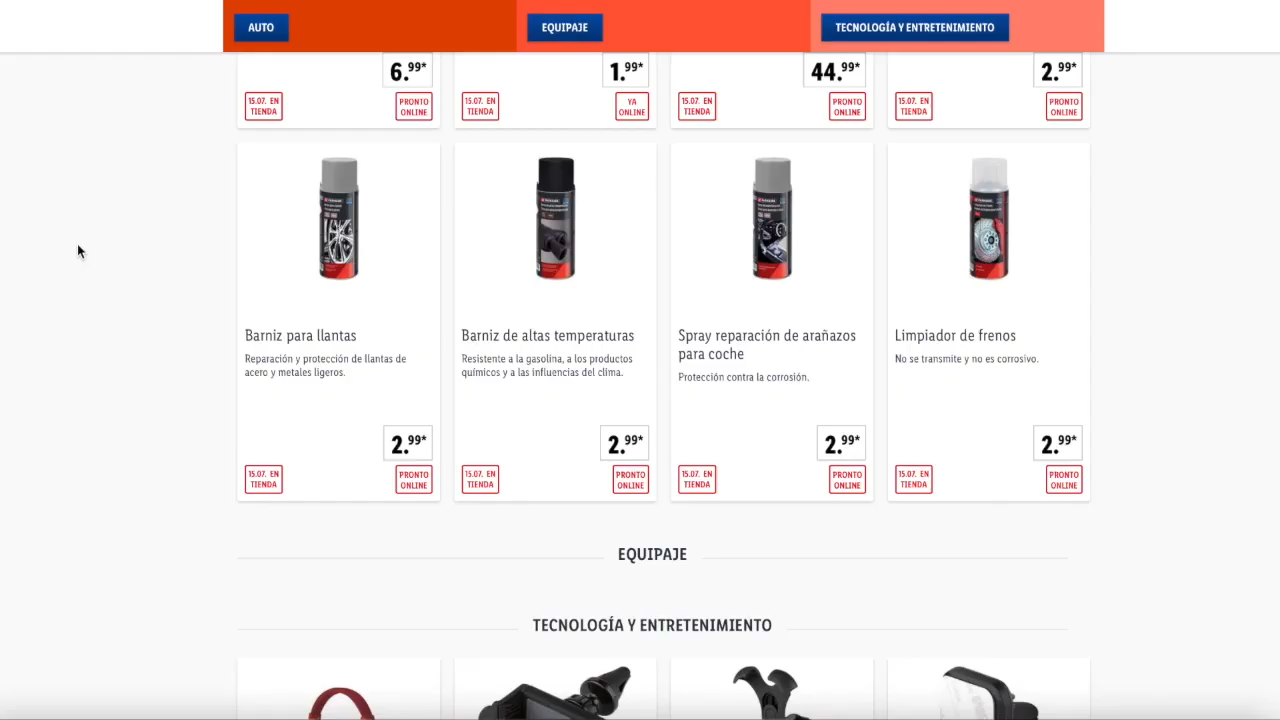 AUTO
EQUIPAJE
TECNOLOGÍA Y ENTRETENIMIENTO
6.99*
1.99*
44.99*
2.99*
15.07. EN
TIENDA
PRONTO
ONLINE
15.07. EN
TIENDA
YA
ONLINE
15.07. EN
TIENDA
PRONTO
ONLINE
15.07. EN
TIENDA
PRONTO
ONLINE
Barniz para llantas
Reparación y protección de llantas de
acero y metales ligeros.
2.99*
15.07. EN
TIENDA
PRONTO
ONLINE
Barniz de altas temperaturas
Resistente a la gasolina, a los productos
químicos y a las influencias del clima.
2.99*
15.07. EN
TIENDA
PRONTO
ONLINE
Spray reparación de arañazos
para coche
Protección contra la corrosión.
2.99*
15.07. EN
TIENDA
PRONTO
ONLINE
Limpiador de frenos
No se transmite y no es corrosivo.
2.99*
15.07. EN
TIENDA
PRONTO
ONLINE
EQUIPAJE
TECNOLOGÍA Y ENTRETENIMIENTO